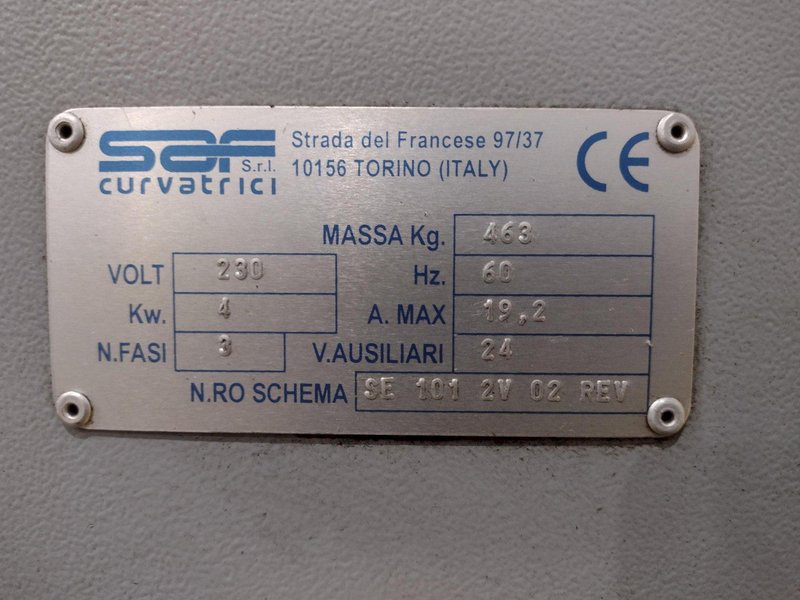 SAF S.r.l.
curvatrici
Strada del Francese 97/37
10156 TORINO (ITALY)
CE
MASSA Kg. 463
VOLT 230 Hz. 60
Kw. 4 A. MAX 19,2
N.FASI 3 V.AUSILIARI 24
N.RO SCHEMA SE 101 2V 02 REV